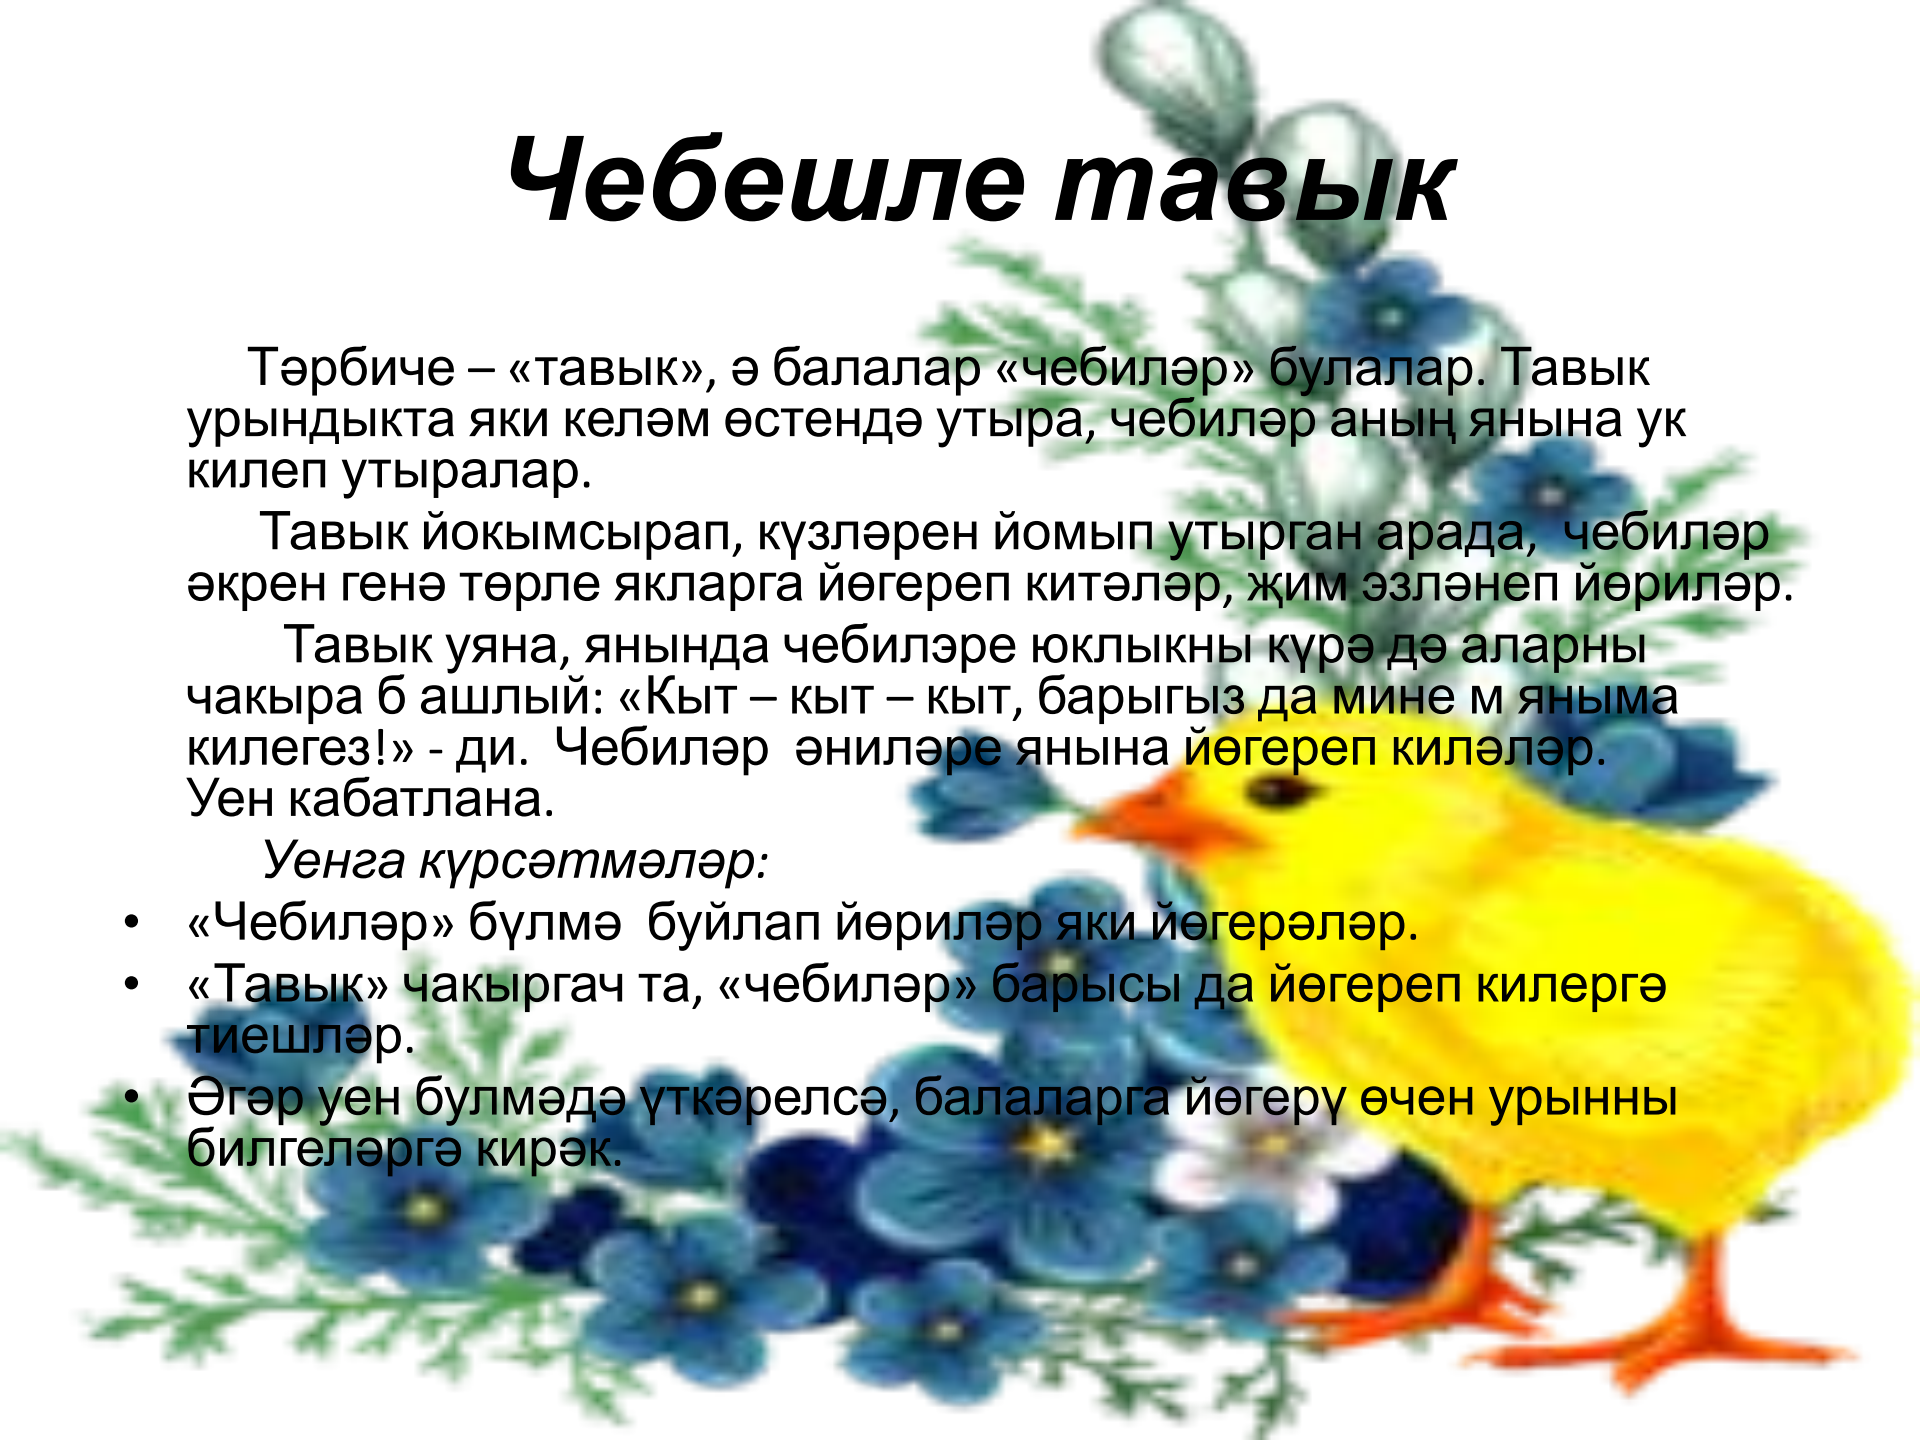 Чебешле тавык
Тәрбиче – «тавык», ә балалар «чебиләр» булалар. Тавык
урындыкта яки келәм өстендә утыра, чебиләр аның янына ук
килеп утыралар.
Тавык йокымсырап, күзләрен йомып утырган арада, чебиләр
әкрен генә төрле якларга йөгереп китәләр, җим эзләнеп йөриләр.
Тавык уяна, янында чебилэре юклыкны күрә дә аларны
чакыра б ашлый: «Кыт – кыт – кыт, барыгыз да мине м яныма
килегез!» - ди. Чебиләр әниләре янына йөгереп киләләр.
Уен кабатлана.
Уенга күрсәтмәләр:
• «Чебиләр» бүлмә буйлап йөриләр яки йөгерәләр.
• «Тавык» чакыргач та, «чебиләр» барысы да йөгереп килергә
тиешләр.
• Әгәр уен булмәдә үткәрелсә, балаларга йөгерү өчен урынны
билгеләргә кирәк.